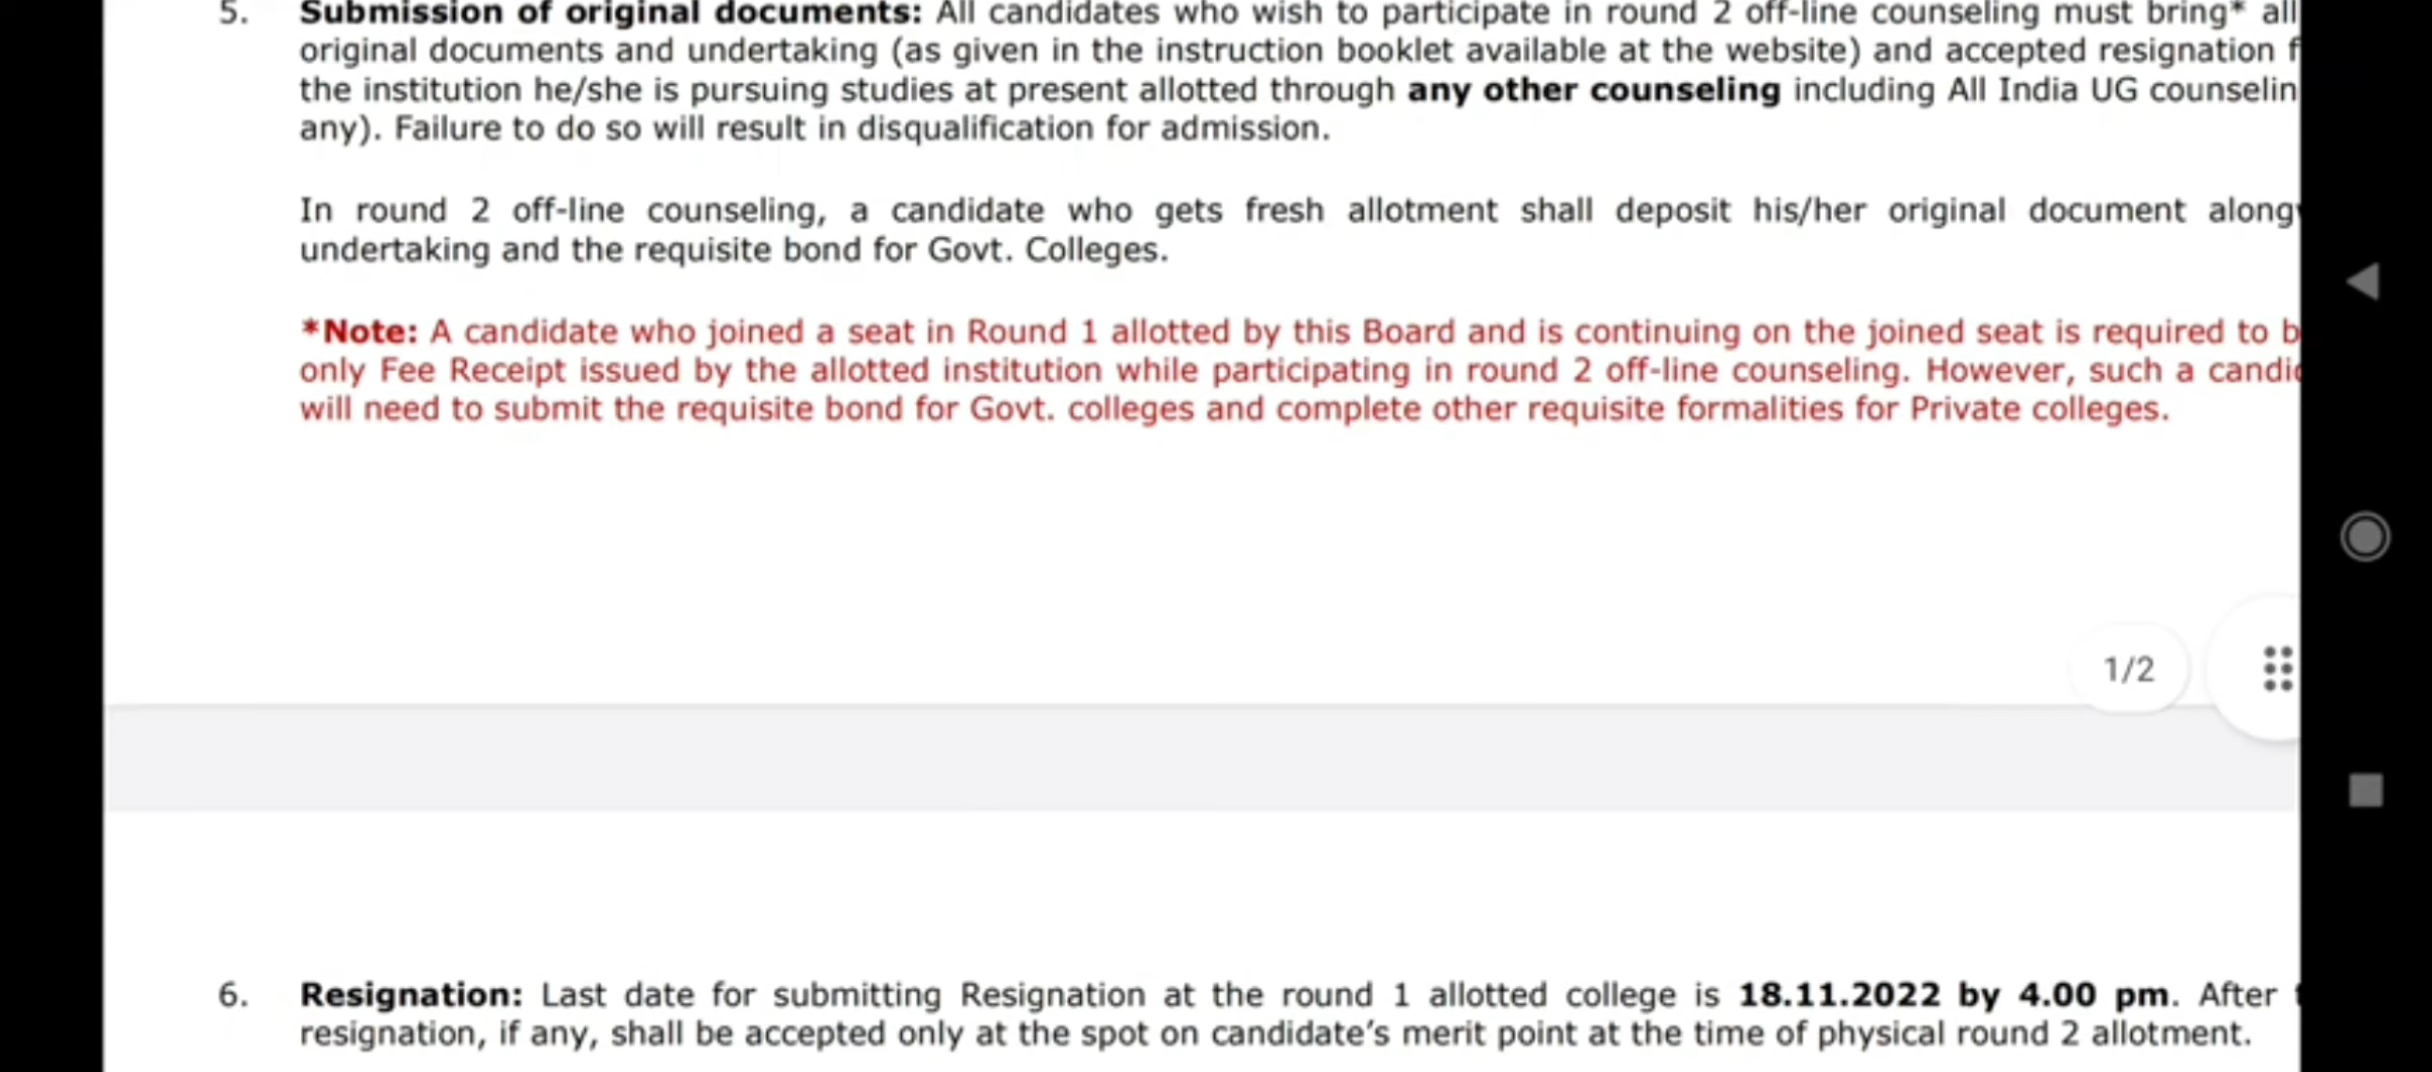 5. Submission of original documents: All candidates who wish to participate in round 2 off-line counseling must bring* all
original documents and undertaking (as given in the instruction booklet available at the website) and accepted resignation f
the institution he/she is pursuing studies at present allotted through any other counseling including All India UG counselin
any). Failure to do so will result in disqualification for admission.
In round 2 off-line counseling, a candidate who gets fresh allotment shall deposit his/her original document along
undertaking and the requisite bond for Govt. Colleges.
*Note: A candidate who joined a seat in Round 1 allotted by this Board and is continuing on the joined seat is required to b
only Fee Receipt issued by the allotted institution while participating in round 2 off-line counseling. However, such a candi
will need to submit the requisite bond for Govt. colleges and complete other requisite formalities for Private colleges.
1/2
6. Resignation: Last date for submitting Resignation at the round 1 allotted college is 18.11.2022 by 4.00 pm. After
resignation, if any, shall be accepted only at the spot on candidate's merit point at the time of physical round 2 allotment.